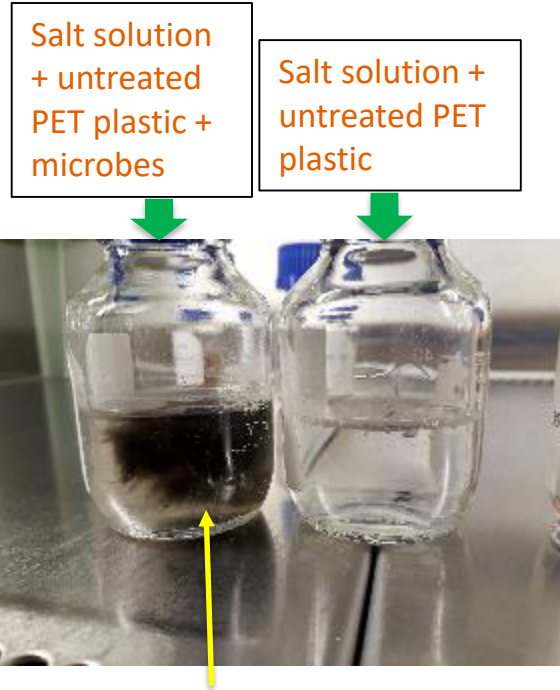 Salt solution
+ untreated
PET plastic +
microbes
Salt solution +
untreated PET
plastic